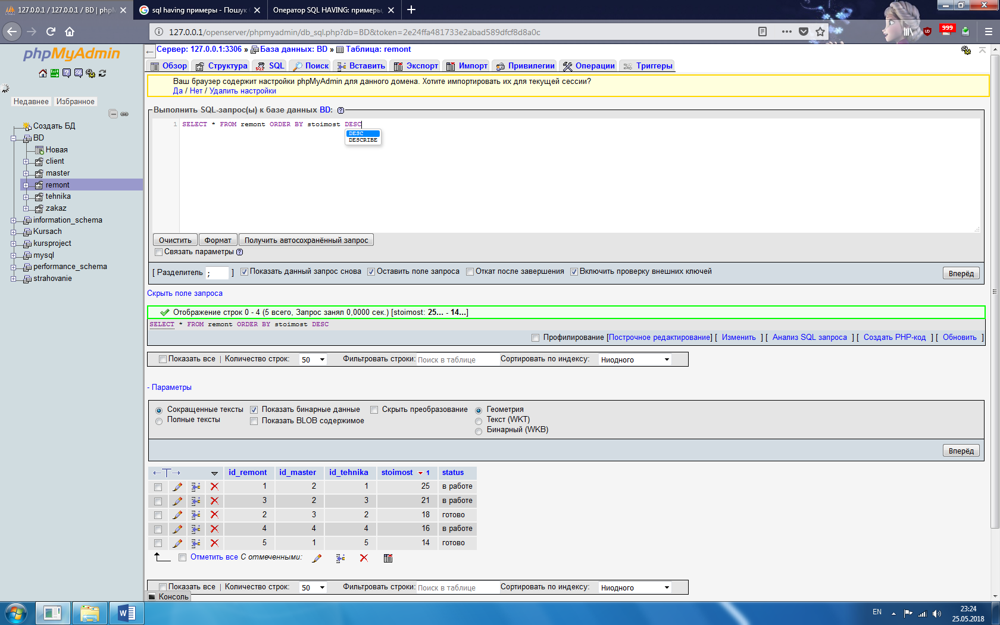 127.0.0.1 / 127.0.0.1 / BD | phpM
sql having примеры - Пошук
Оператор SQL HAVING: примеры,
127.0.0.1/openserver/phpmyadmin/db_sql.php?db=BD&token=2e24ffa481733e2abad589dfcf8d8a0c
999
phpMyAdmin
Недавнее Избранное
Создать БД
BD
Новая
client
master
remont
tehnika
zakaz
information_schema
Kursach
kursproject
mysql
performance_schema
strahovanie
Сервер: 127.0.0.1:3306 » База данных: BD » Таблица: remont
Обзор Структура SQL Поиск Вставить Экспорт Импорт Привилегии Операции Триггеры
Ваш браузер содержит настройки phpMyAdmin для данного домена. Хотите импортировать их для текущей сессии?
Да / Нет / Удалить настройки
Выполнить SQL-запрос(ы) к базе данных BD:
1 SELECT * FROM remont ORDER BY stoimost DESC
DESC
DESCRIBE
Очистить Формат Получить автосохранённый запрос
Связать параметры
[ Разделитель ; ] Показать данный запрос снова Оставить поле запроса Откат после завершения Включить проверку внешних ключей Вперёд
Скрыть поле запроса
Отображение строк 0 - 4 (5 всего, Запрос занял 0,0000 сек.) [stoimost: 25... - 14...]
SELECT * FROM remont ORDER BY stoimost DESC
Профилирование [Построчное редактирование] [ Изменить ] [ Анализ SQL запроса ] [ Создать PHP-код ] [ Обновить ]
Показать все | Количество строк: 50 Фильтровать строки: Поиск в таблице Сортировать по индексу: Ниодного
- Параметры
Сокращенные тексты Показать бинарные данные Скрыть преобразование Геометрия
Полные тексты Показать BLOB содержимое Текст (WKT)
Бинарный (WKB)
Вперёд
id_remont id_master id_tehnika stoimost 1 status
1 2 1 25 в работе
3 2 3 21 в работе
2 3 2 18 готово
4 4 4 16 в работе
5 1 5 14 готово
Отметить все С отмеченными:
Показать все | Количество строк: 50 Фильтровать строки: Поиск в таблице Сортировать по индексу: Ниодного
Консоль
EN
23:24
25.05.2018